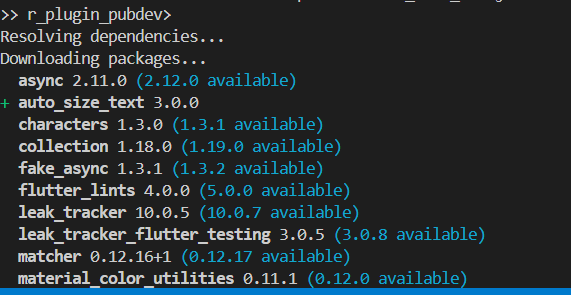 >> r_plugin_pubdev>
Resolving dependencies...
Downloading packages...
async 2.11.0 (2.12.0 available)
+ auto_size_text 3.0.0
characters 1.3.0 (1.3.1 available)
collection 1.18.0 (1.19.0 available)
fake_async 1.3.1 (1.3.2 available)
flutter_lints 4.0.0 (5.0.0 available)
leak_tracker 10.0.5 (10.0.7 available)
leak_tracker_flutter_testing 3.0.5 (3.0.8 available)
matcher 0.12.16+1 (0.12.17 available)
material_color_utilities 0.11.1 (0.12.0 available)